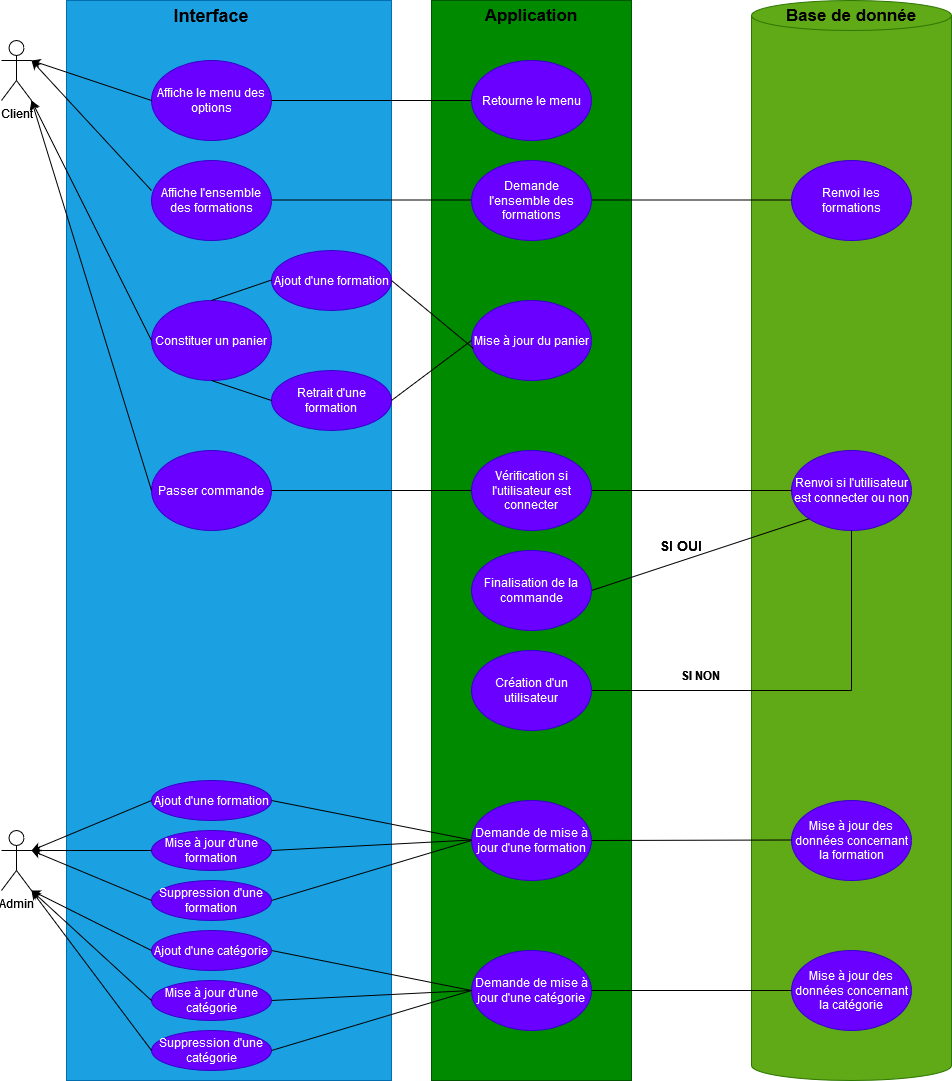 Interface
Application
Base de donnée
Client
Affiche le menu des
options
Retourne le menu
Affiche l'ensemble
des formations
Demande
l'ensemble des
formations
Renvoi les
formations
Ajout d'une formation
Constituer un panier
Mise à jour du panier
Retrait d'une
formation
Passer commande
Vérification si
l'utilisateur est
connecter
Renvoi si l'utilisateur
est connecter ou non
SI OUI
Finalisation de la
commande
SI NON
Création d'un
utilisateur
Admin
Ajout d'une formation
Mise à jour d'une
formation
Suppression d'une
formation
Demande de mise à
jour d'une formation
Mise à jour des
données concernant
la formation
Ajout d'une catégorie
Mise à jour d'une
catégorie
Suppression d'une
catégorie
Demande de mise à
jour d'une catégorie
Mise à jour des
données concernant
la catégorie